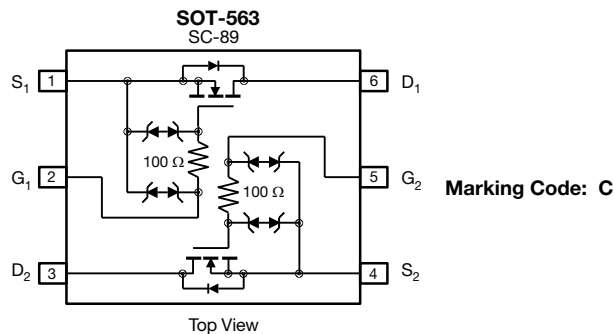 SOT-563
SC-89
S1 1 6 D1
100 Ω
G1 2 5 G2
100 Ω
Marking Code: C
D2 3 4 S2
Top View